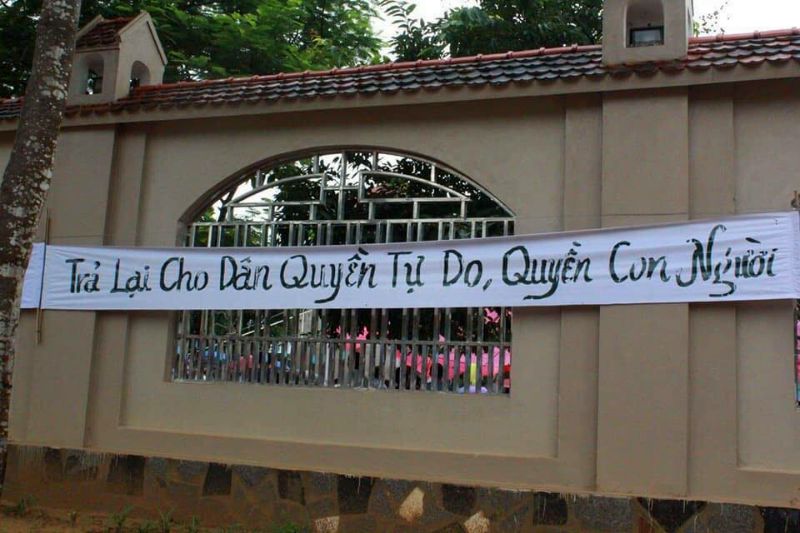 Trả Lại Cho Dân Quyền Tự Do, Quyền Con Người